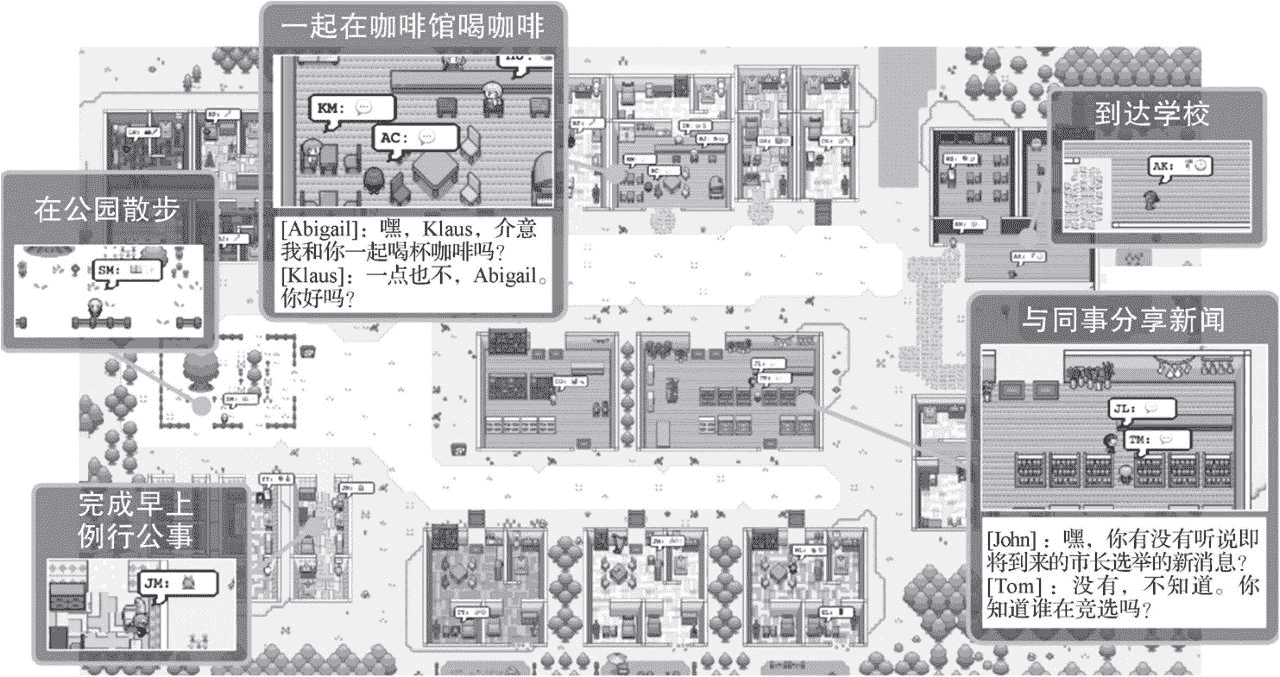 一起在咖啡馆喝咖啡
KM:
AC:
[Abigail]：嘿，Klaus，介意
我和你一起喝杯咖啡吗？
[Klaus]：一点也不，Abigail。
你好吗？
到达学校
AK:
在公园散步
SM:
与同事分享新闻
JL:
TM:
[John]：嘿，你有没有听说即
将到来的市长选举的新消息？
[Tom]：没有，不知道。你
知道谁在竞选吗？
完成早上
例行公事
JM: